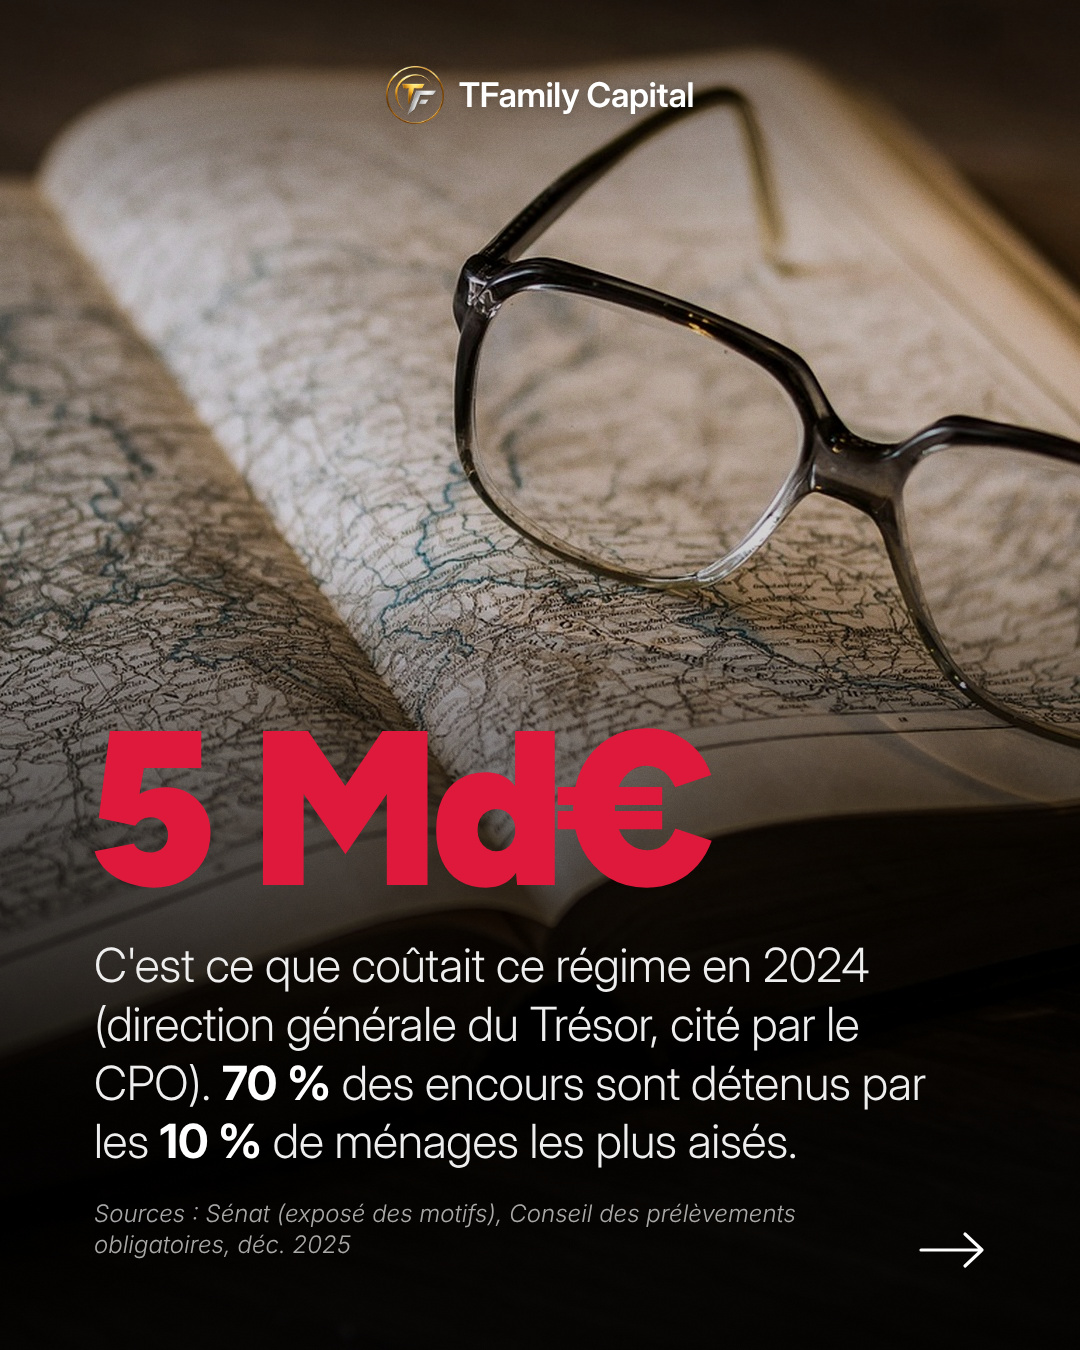 TFamily Capital
5 Md€
C'est ce que coûtait ce régime en 2024
(direction générale du Trésor, cité par le
CPO). 70 % des encours sont détenus par
les 10 % de ménages les plus aisés.
Sources : Sénat (exposé des motifs), Conseil des prélèvements
obligatoires, déc. 2025